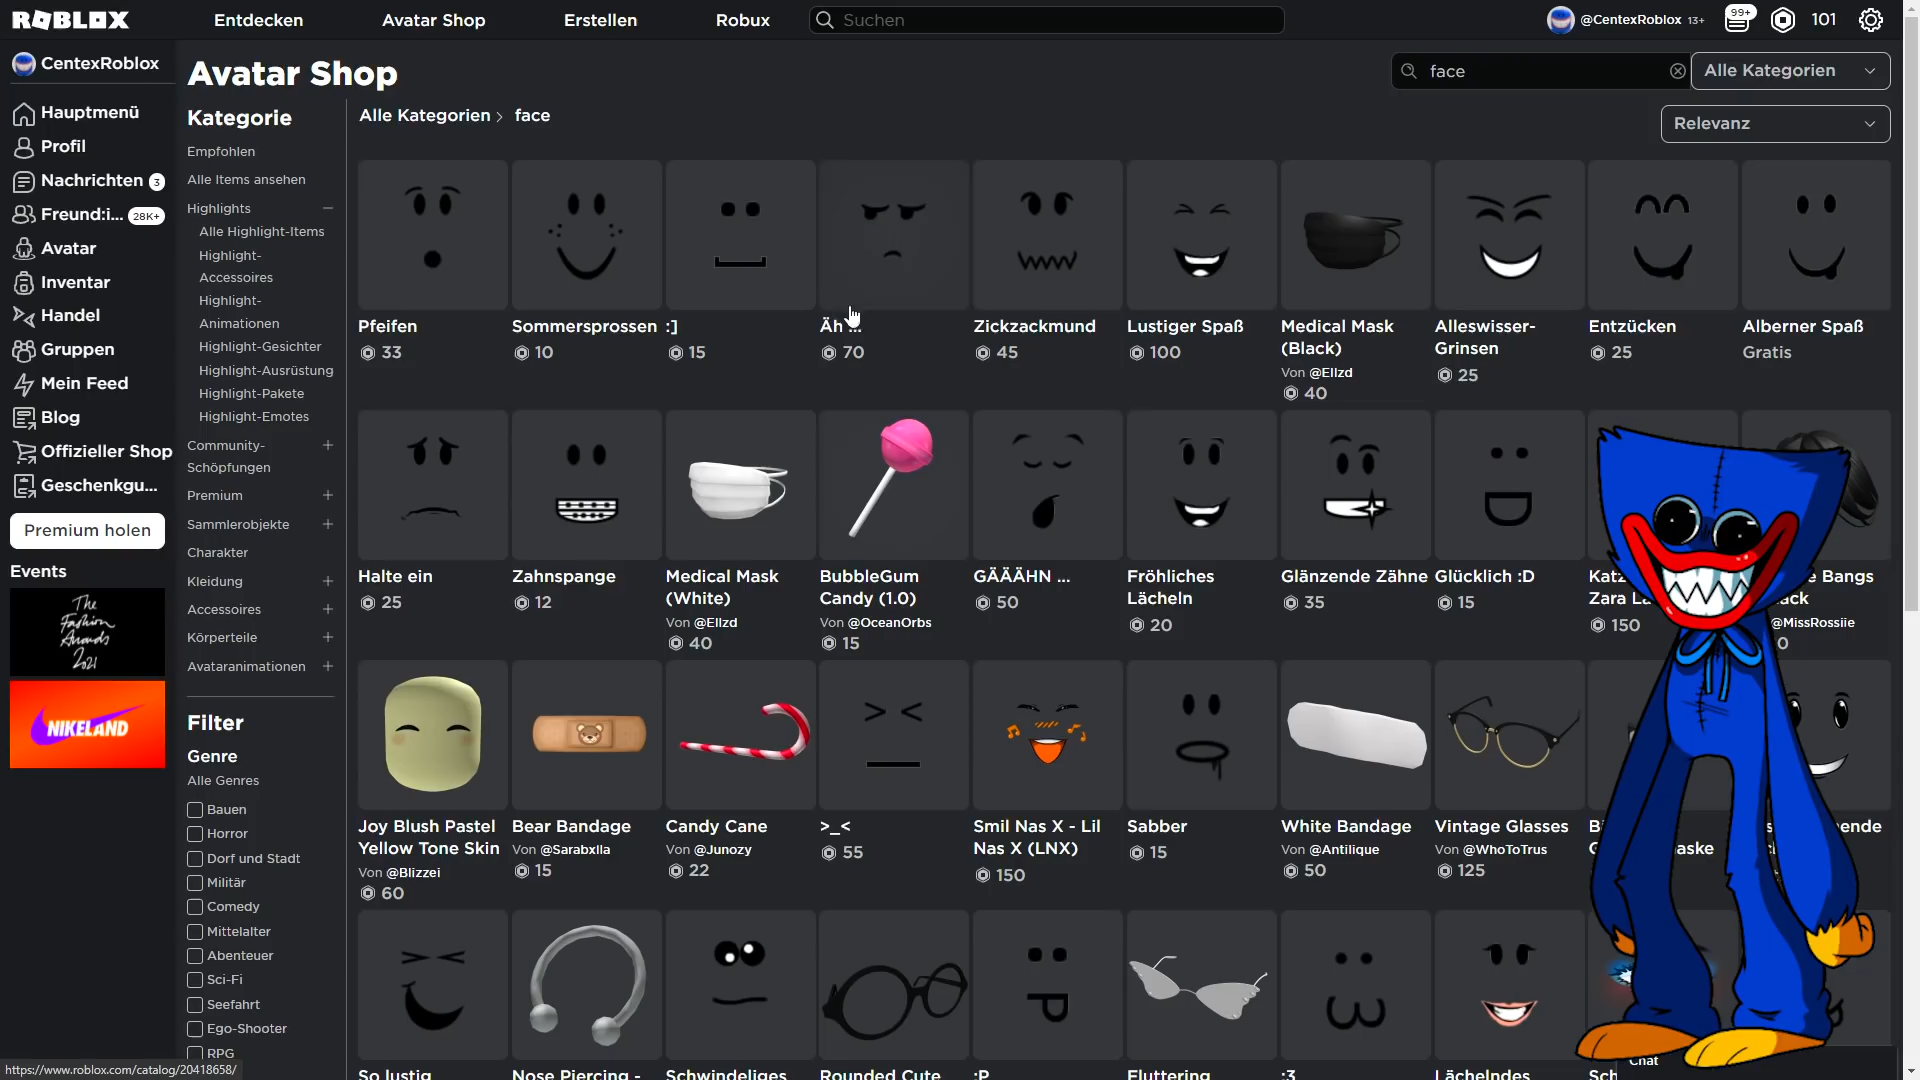 ROBLOX
Entdecken
Avatar Shop
Erstellen
Robux
Suchen
@CentexRoblox 13+
99+
101
CentexRoblox
Hauptmenü
Profil
Nachrichten 3
Freund:i... 28K+
Avatar
Inventar
Handel
Gruppen
Mein Feed
Blog
Offizieller Shop
Geschenkgu...
Premium holen
Events
The
Fashion
Awards
2021
NIKELAND
Avatar Shop
face
Alle Kategorien
Kategorie
Empfohlen
Alle Items ansehen
Highlights
Alle Highlight-Items
Highlight-
Accessoires
Highlight-
Animationen
Highlight-Gesichter
Highlight-Ausrüstung
Highlight-Pakete
Highlight-Emotes
Community-
Schöpfungen
Premium
Sammlerobjekte
Charakter
Kleidung
Accessoires
Körperteile
Avataranimationen
Filter
Genre
Alle Genres
Bauen
Horror
Dorf und Stadt
Militär
Comedy
Mittelalter
Abenteuer
Sci-Fi
Seefahrt
Ego-Shooter
RPG
https://www.roblox.com/catalog/20418658/
Alle Kategorien > face
Relevanz
Pfeifen
33
Sommersprossen
10
:]
15
Äh ...
70
Zickzackmund
45
Lustiger Spaß
100
Medical Mask
(Black)
Von @Ellzd
40
Alleswisser-
Grinsen
25
Entzücken
25
Alberner Spaß
Gratis
Halte ein
25
Zahnspange
12
Medical Mask
(White)
Von @Ellzd
40
BubbleGum
Candy (1.0)
Von @OceanOrbs
15
GÄÄÄHN ...
50
Fröhliches
Lächeln
20
Glänzende Zähne
35
Glücklich :D
15
Zara
150
Bangs
@MissRossiie
Joy Blush Pastel
Yellow Tone Skin
Von @Blizzei
60
Bear Bandage
Von @Sarabxlla
15
Candy Cane
Von @Junozy
22
>_<
55
Smil Nas X - Lil
Nas X (LNX)
150
Sabber
15
White Bandage
Von @Antilique
50
Vintage Glasses
Von @WhoToTrus
125
So lustig
Nose Piercing -
Schwindeliges
Rounded Cute
:P
Fluttering
:3
Lächelndes
Chat